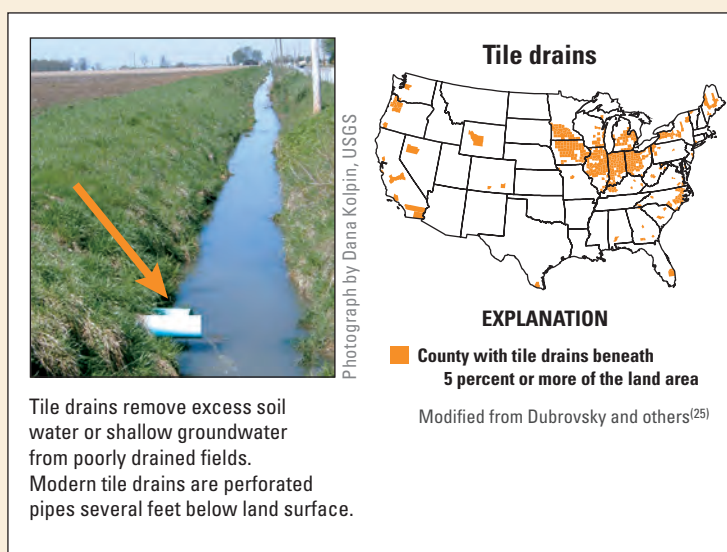 Photograph by Dana Kolpin, USGS
Tile drains remove excess soil
water or shallow groundwater
from poorly drained fields.
Modern tile drains are perforated
pipes several feet below land surface.
Tile drains
EXPLANATION
County with tile drains beneath
5 percent or more of the land area
Modified from Dubrovsky and others(25)